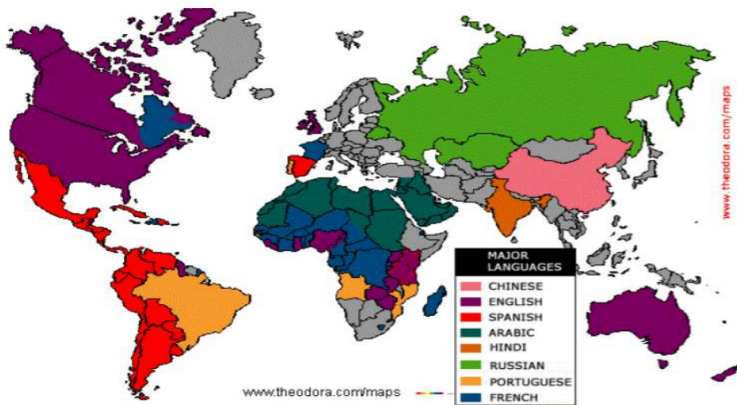 www.theodora.com/maps
MAJOR
LANGUAGES
CHINESE
ENGLISH
SPANISH
ARABIC
HINDI
RUSSIAN
PORTUGUESE
FRENCH
www.theodora.com/maps